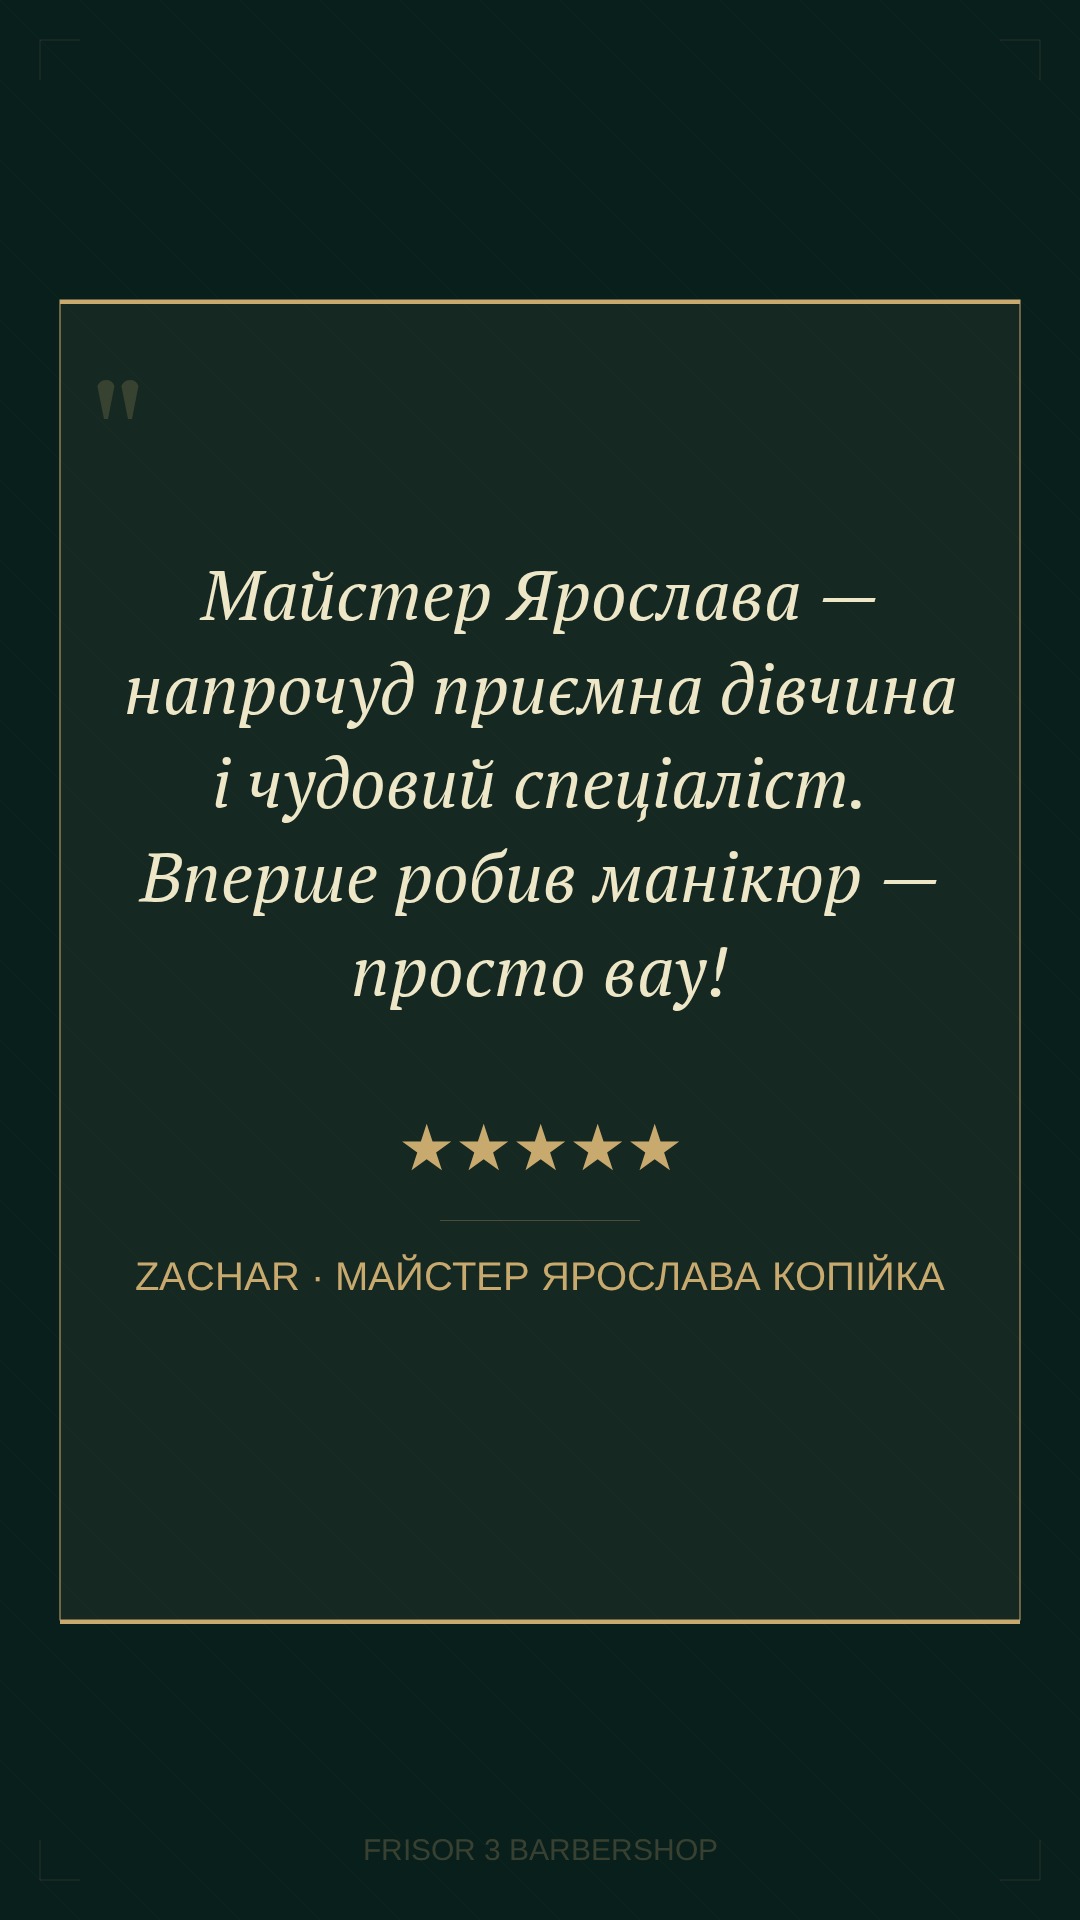 "
Майстер Ярослава —
напрочуд приємна дівчина
і чудовий спеціаліст.
Вперше робив манікюр —
просто вау!
★★★★★
ZACHAR · МАЙСТЕР ЯРОСЛАВА КОПІЙКА
FRISOR 3 BARBERSHOP